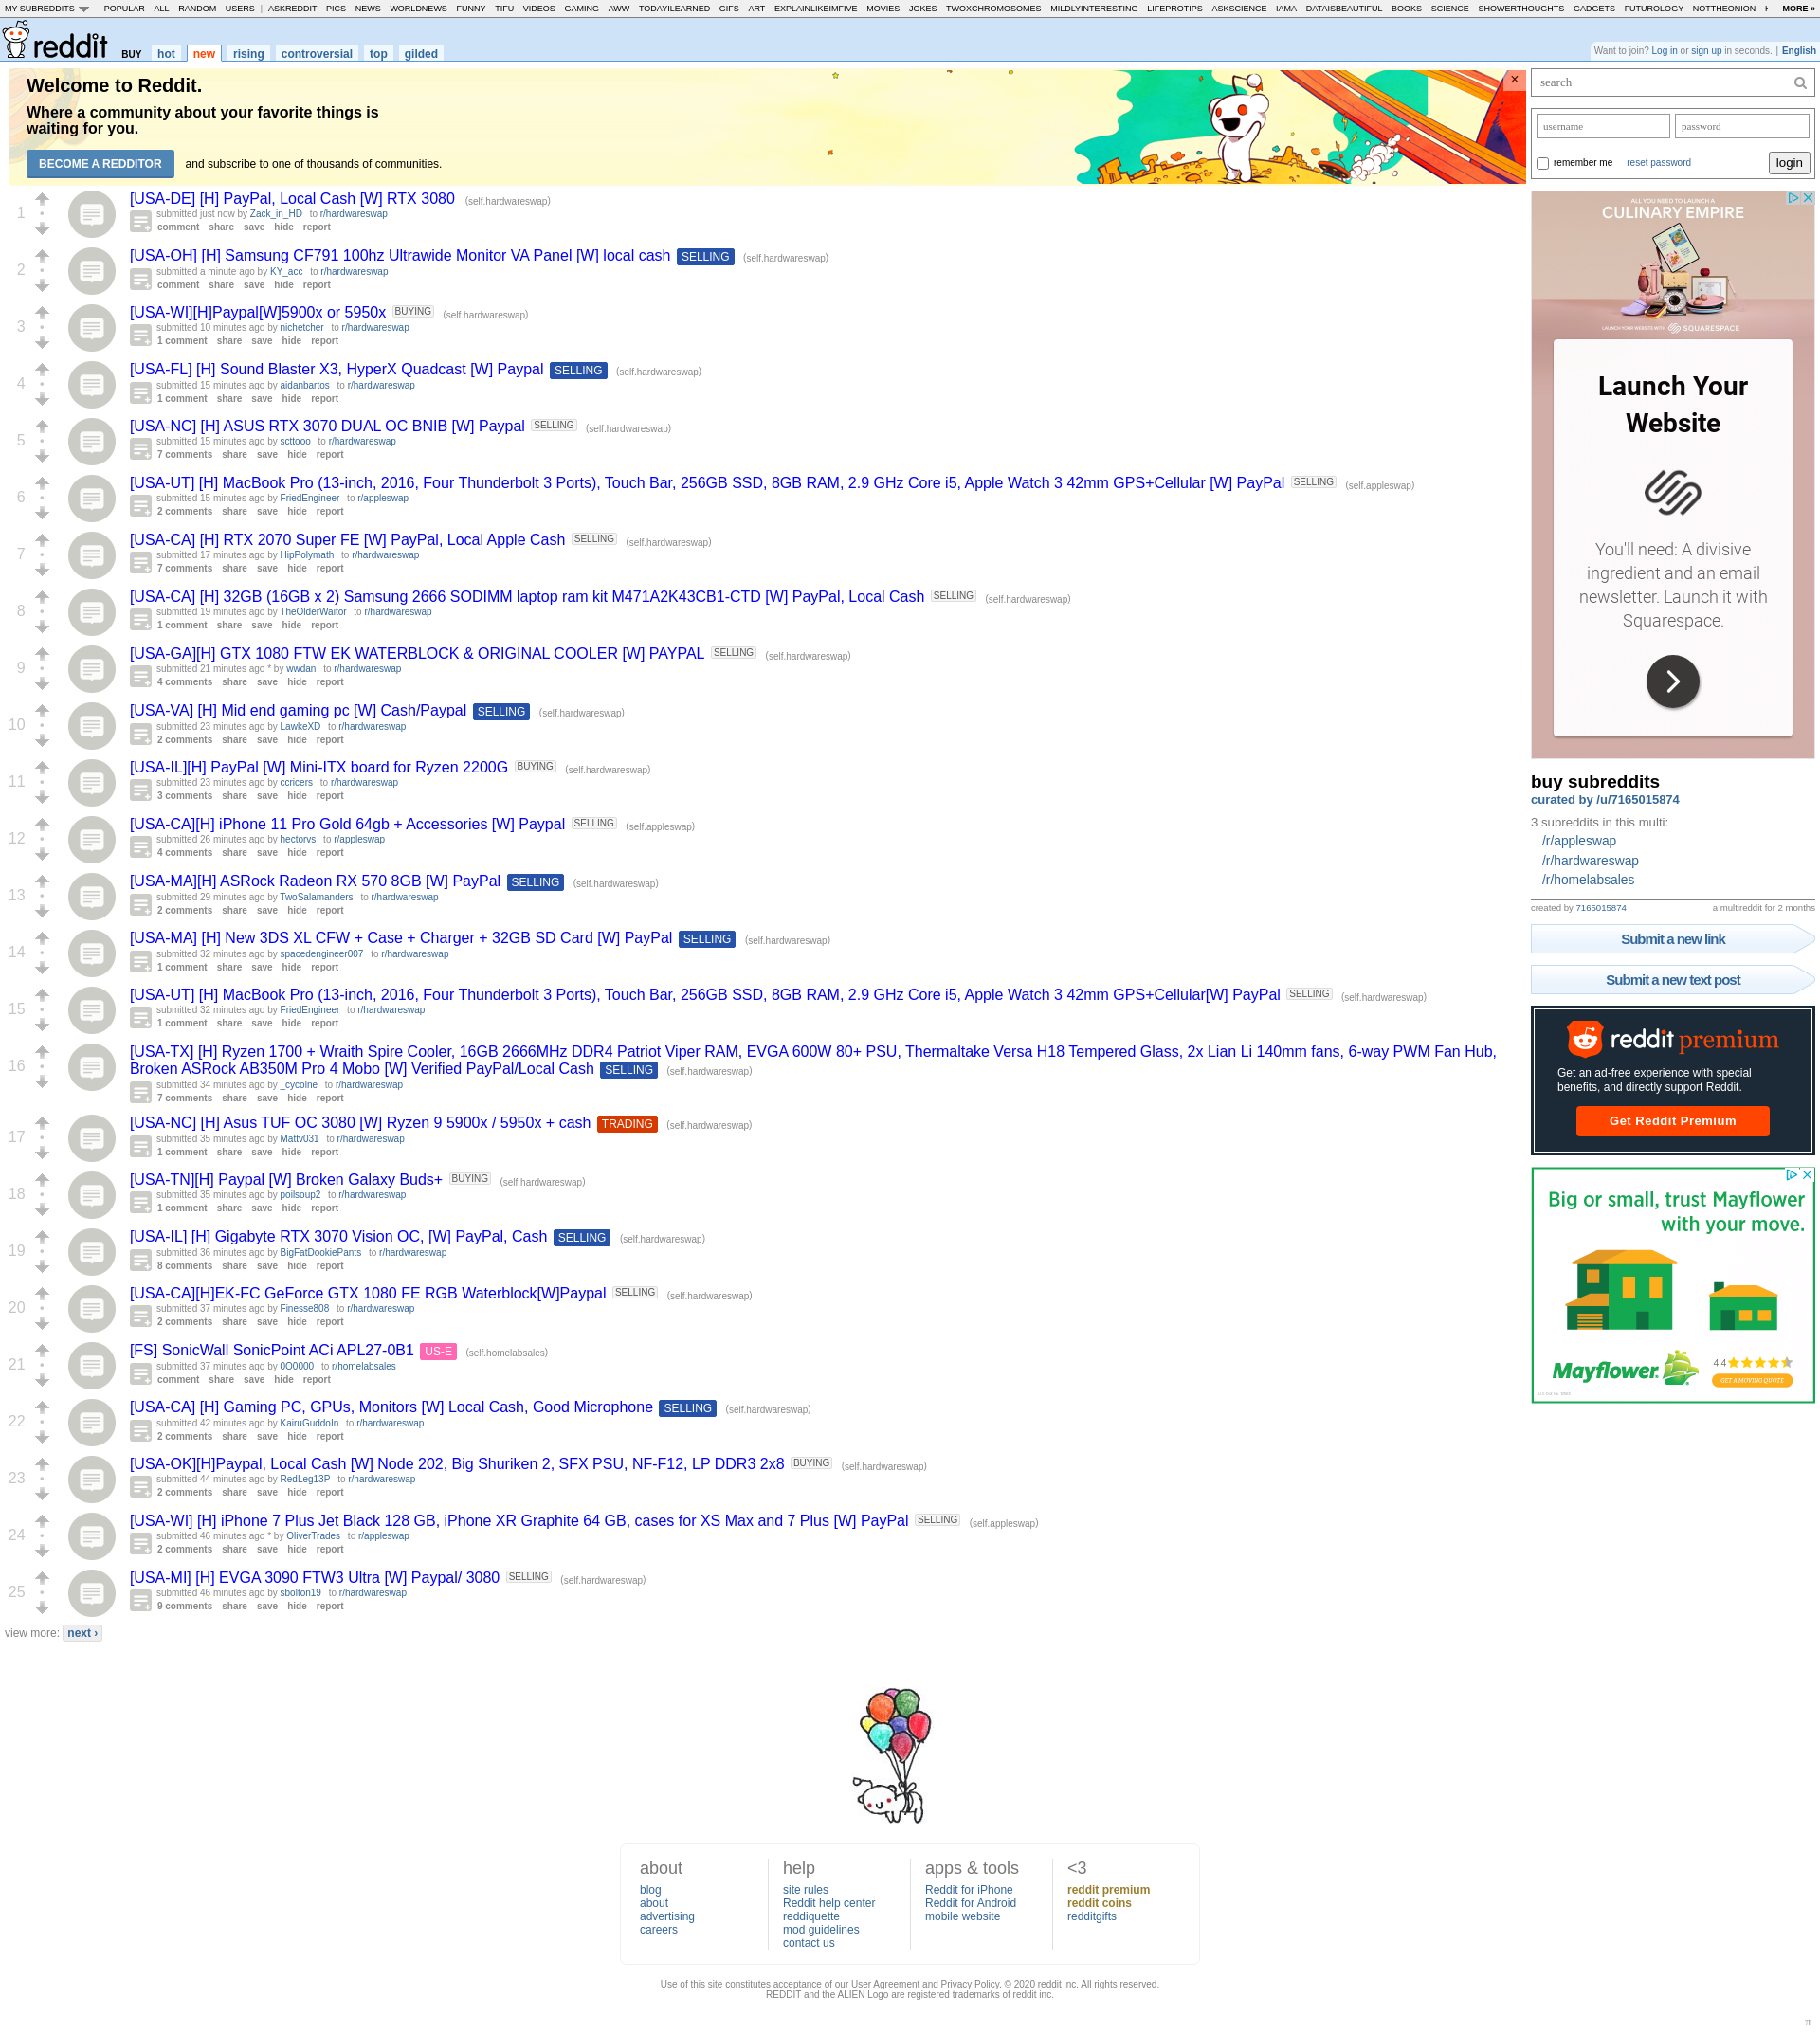 MY SUBREDDITS POPULAR - ALL - RANDOM - USERS | ASKREDDIT - PICS - NEWS - WORLDNEWS - FUNNY - TIFU - VIDEOS - GAMING - AWW - TODAYILEARNED - GIFS - ART - EXPLAINLIKEIMFIVE - MOVIES - JOKES - TWOXCHROMOSOMES - MILDLYINTERESTING - LIFEPROTIPS - ASKSCIENCE - IAMA - DATAISBEAUTIFUL - BOOKS - SCIENCE - SHOWERTHOUGHTS - GADGETS - FUTUROLOGY - NOTTHEONION - MORE »
reddit BUY hot new rising controversial top gilded
Want to join? Log in or sign up in seconds. | English
Welcome to Reddit.
Where a community about your favorite things is
waiting for you.
BECOME A REDDITOR and subscribe to one of thousands of communities.
×
1
[USA-DE] [H] PayPal, Local Cash [W] RTX 3080 (self.hardwareswap)
submitted just now by Zack_in_HD to r/hardwareswap
comment share save hide report
2
[USA-OH] [H] Samsung CF791 100hz Ultrawide Monitor VA Panel [W] local cash SELLING (self.hardwareswap)
submitted a minute ago by KY_acc to r/hardwareswap
comment share save hide report
3
[USA-WI][H]Paypal[W]5900x or 5950x BUYING (self.hardwareswap)
submitted 10 minutes ago by nichetcher to r/hardwareswap
1 comment share save hide report
4
[USA-FL] [H] Sound Blaster X3, HyperX Quadcast [W] Paypal SELLING (self.hardwareswap)
submitted 15 minutes ago by aidanbartos to r/hardwareswap
1 comment share save hide report
5
[USA-NC] [H] ASUS RTX 3070 DUAL OC BNIB [W] Paypal SELLING (self.hardwareswap)
submitted 15 minutes ago by scttooo to r/hardwareswap
7 comments share save hide report
6
[USA-UT] [H] MacBook Pro (13-inch, 2016, Four Thunderbolt 3 Ports), Touch Bar, 256GB SSD, 8GB RAM, 2.9 GHz Core i5, Apple Watch 3 42mm GPS+Cellular [W] PayPal SELLING (self.appleswap)
submitted 15 minutes ago by FriedEngineer to r/appleswap
2 comments share save hide report
7
[USA-CA] [H] RTX 2070 Super FE [W] PayPal, Local Apple Cash SELLING (self.hardwareswap)
submitted 17 minutes ago by HipPolymath to r/hardwareswap
7 comments share save hide report
8
[USA-CA] [H] 32GB (16GB x 2) Samsung 2666 SODIMM laptop ram kit M471A2K43CB1-CTD [W] PayPal, Local Cash SELLING (self.hardwareswap)
submitted 19 minutes ago by TheOlderWaitor to r/hardwareswap
1 comment share save hide report
9
[USA-GA][H] GTX 1080 FTW EK WATERBLOCK & ORIGINAL COOLER [W] PAYPAL SELLING (self.hardwareswap)
submitted 21 minutes ago * by wwdan to r/hardwareswap
4 comments share save hide report
10
[USA-VA] [H] Mid end gaming pc [W] Cash/Paypal SELLING (self.hardwareswap)
submitted 23 minutes ago by LawkeXD to r/hardwareswap
2 comments share save hide report
11
[USA-IL][H] PayPal [W] Mini-ITX board for Ryzen 2200G BUYING (self.hardwareswap)
submitted 23 minutes ago by ccricers to r/hardwareswap
3 comments share save hide report
12
[USA-CA][H] iPhone 11 Pro Gold 64gb + Accessories [W] Paypal SELLING (self.appleswap)
submitted 26 minutes ago by hectorvs to r/appleswap
4 comments share save hide report
13
[USA-MA][H] ASRock Radeon RX 570 8GB [W] PayPal SELLING (self.hardwareswap)
submitted 29 minutes ago by TwoSalamanders to r/hardwareswap
2 comments share save hide report
14
[USA-MA] [H] New 3DS XL CFW + Case + Charger + 32GB SD Card [W] PayPal SELLING (self.hardwareswap)
submitted 32 minutes ago by spacedengineer007 to r/hardwareswap
1 comment share save hide report
15
[USA-UT] [H] MacBook Pro (13-inch, 2016, Four Thunderbolt 3 Ports), Touch Bar, 256GB SSD, 8GB RAM, 2.9 GHz Core i5, Apple Watch 3 42mm GPS+Cellular[W] PayPal SELLING (self.hardwareswap)
submitted 32 minutes ago by FriedEngineer to r/hardwareswap
1 comment share save hide report
16
[USA-TX] [H] Ryzen 1700 + Wraith Spire Cooler, 16GB 2666MHz DDR4 Patriot Viper RAM, EVGA 600W 80+ PSU, Thermaltake Versa H18 Tempered Glass, 2x Lian Li 140mm fans, 6-way PWM Fan Hub,
Broken ASRock AB350M Pro 4 Mobo [W] Verified PayPal/Local Cash SELLING (self.hardwareswap)
submitted 34 minutes ago by _cycolne to r/hardwareswap
7 comments share save hide report
17
[USA-NC] [H] Asus TUF OC 3080 [W] Ryzen 9 5900x / 5950x + cash TRADING (self.hardwareswap)
submitted 35 minutes ago by Mattv031 to r/hardwareswap
1 comment share save hide report
18
[USA-TN][H] Paypal [W] Broken Galaxy Buds+ BUYING (self.hardwareswap)
submitted 35 minutes ago by poilsoup2 to r/hardwareswap
1 comment share save hide report
19
[USA-IL] [H] Gigabyte RTX 3070 Vision OC, [W] PayPal, Cash SELLING (self.hardwareswap)
submitted 36 minutes ago by BigFatDookiePants to r/hardwareswap
8 comments share save hide report
20
[USA-CA][H]EK-FC GeForce GTX 1080 FE RGB Waterblock[W]Paypal SELLING (self.hardwareswap)
submitted 37 minutes ago by Finesse808 to r/hardwareswap
2 comments share save hide report
21
[FS] SonicWall SonicPoint ACi APL27-0B1 US-E (self.homelabsales)
submitted 37 minutes ago by 0O0000 to r/homelabsales
comment share save hide report
22
[USA-CA] [H] Gaming PC, GPUs, Monitors [W] Local Cash, Good Microphone SELLING (self.hardwareswap)
submitted 42 minutes ago by KairuGuddoIn to r/hardwareswap
2 comments share save hide report
23
[USA-OK][H]Paypal, Local Cash [W] Node 202, Big Shuriken 2, SFX PSU, NF-F12, LP DDR3 2x8 BUYING (self.hardwareswap)
submitted 44 minutes ago by RedLeg13P to r/hardwareswap
2 comments share save hide report
24
[USA-WI] [H] iPhone 7 Plus Jet Black 128 GB, iPhone XR Graphite 64 GB, cases for XS Max and 7 Plus [W] PayPal SELLING (self.appleswap)
submitted 46 minutes ago * by OliverTrades to r/appleswap
2 comments share save hide report
25
[USA-MI] [H] EVGA 3090 FTW3 Ultra [W] Paypal/ 3080 SELLING (self.hardwareswap)
submitted 46 minutes ago by sbolton19 to r/hardwareswap
9 comments share save hide report
view more: next ›
search
username password
remember me reset password login
ALL YOU NEED TO LAUNCH A
CULINARY EMPIRE
LAUNCH YOUR WEBSITE WITH SQUARESPACE
Launch Your
Website
You'll need: A divisive
ingredient and an email
newsletter. Launch it with
Squarespace.
buy subreddits
curated by /u/7165015874
3 subreddits in this multi:
/r/appleswap
/r/hardwareswap
/r/homelabsales
created by 7165015874 a multireddit for 2 months
Submit a new link
Submit a new text post
reddit premium
Get an ad-free experience with special
benefits, and directly support Reddit.
Get Reddit Premium
Big or small, trust Mayflower
with your move.
Mayflower
4.4
GET A MOVING QUOTE
about
blog
about
advertising
careers
help
site rules
Reddit help center
reddiquette
mod guidelines
contact us
apps & tools
Reddit for iPhone
Reddit for Android
mobile website
<3
reddit premium
reddit coins
redditgifts
Use of this site constitutes acceptance of our User Agreement and Privacy Policy. © 2020 reddit inc. All rights reserved.
REDDIT and the ALIEN Logo are registered trademarks of reddit inc.
π